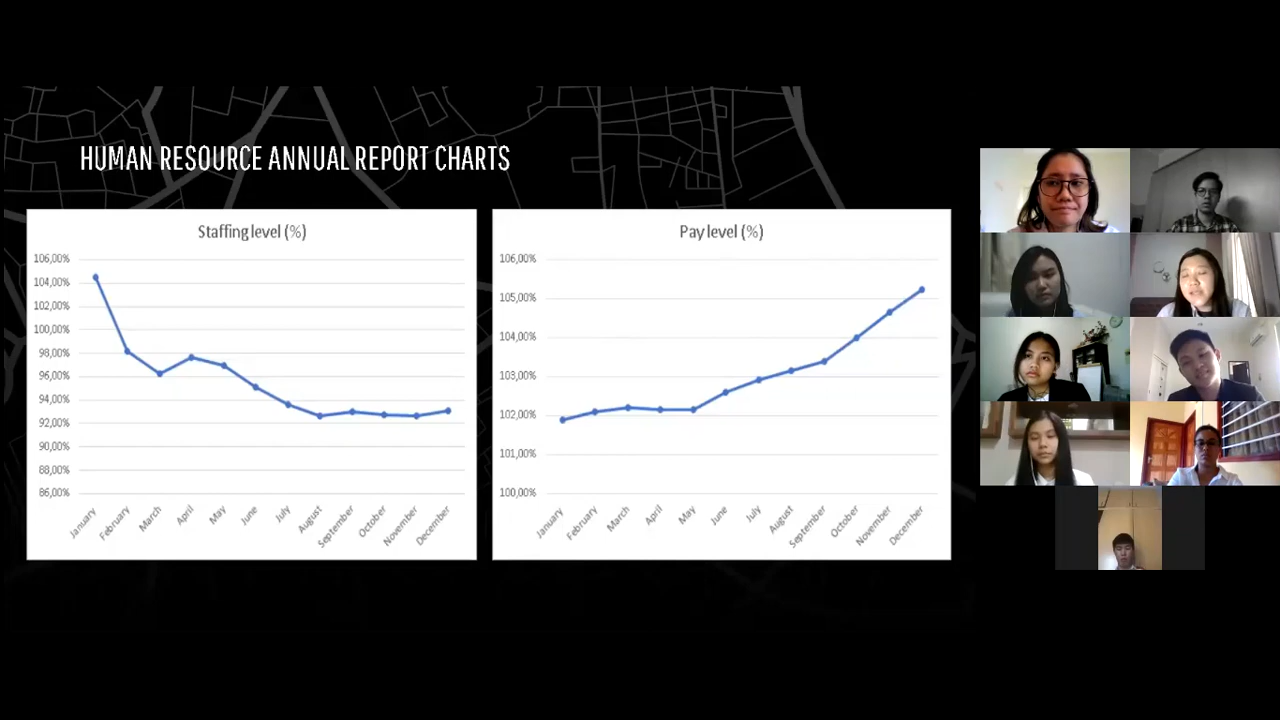 HUMAN RESOURCE ANNUAL REPORT CHARTS
Staffing level (%)
106,00%
104,00%
102,00%
100,00%
98,00%
96,00%
94,00%
92,00%
90,00%
88,00%
86,00%
January
February
March
April
May
June
July
August
September
October
November
December
Pay level (%)
106,00%
105,00%
104,00%
103,00%
102,00%
101,00%
100,00%
January
February
March
April
May
June
July
August
September
October
November
December